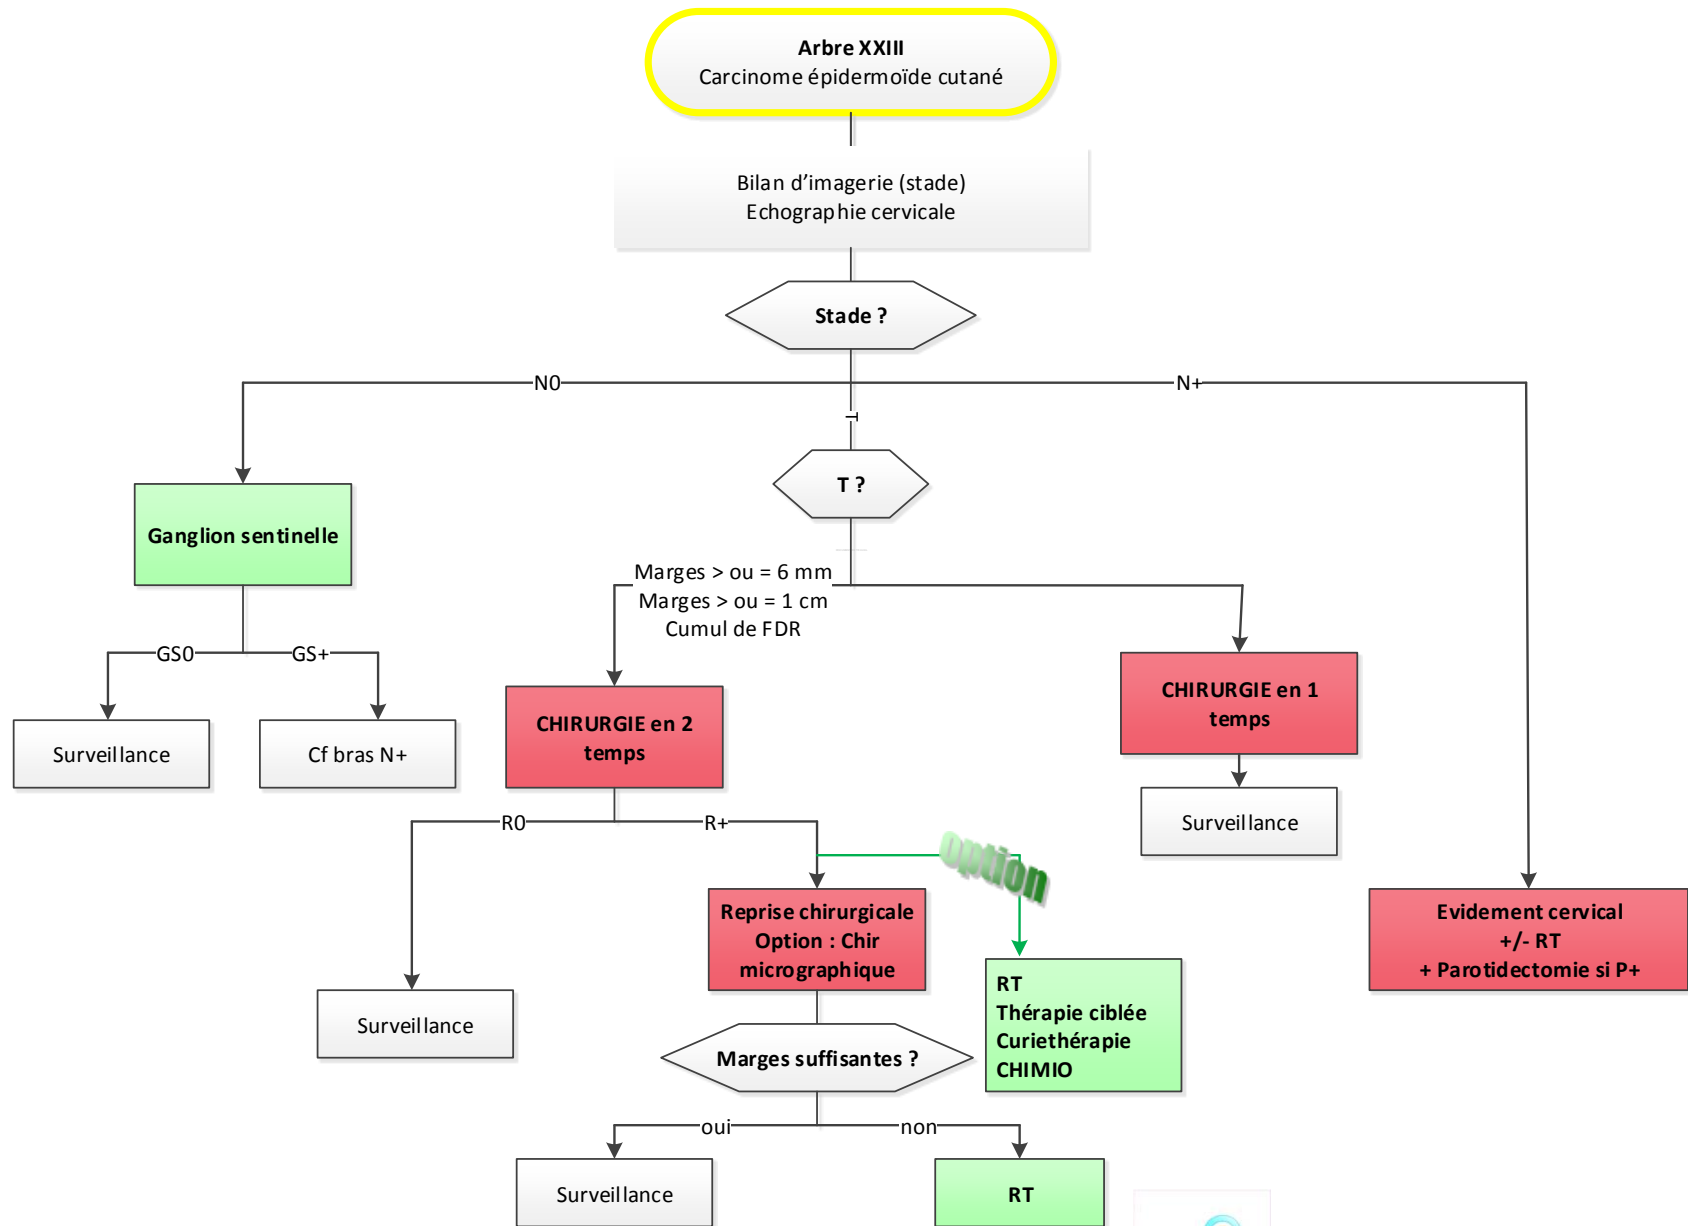 Arbre XXIII
Carcinome épidermoïde cutané
Bilan d'imagerie (stade)
Echographie cervicale
Stade ?
N0
N+
T
T ?
Ganglion sentinelle
Marges > ou = 6 mm
Marges > ou = 1 cm
Cumul de FDR
GS0
GS+
CHIRURGIE en 1
temps
CHIRURGIE en 2
temps
Surveillance
Cf bras N+
Surveillance
R0
R+
option
Reprise chirurgicale
Option : Chir
micrographique
Evidement cervical
+/- RT
+ Parotidectomie si P+
RT
Thérapie ciblée
Curiethérapie
CHIMIO
Surveillance
Marges suffisantes ?
oui
non
Surveillance
RT